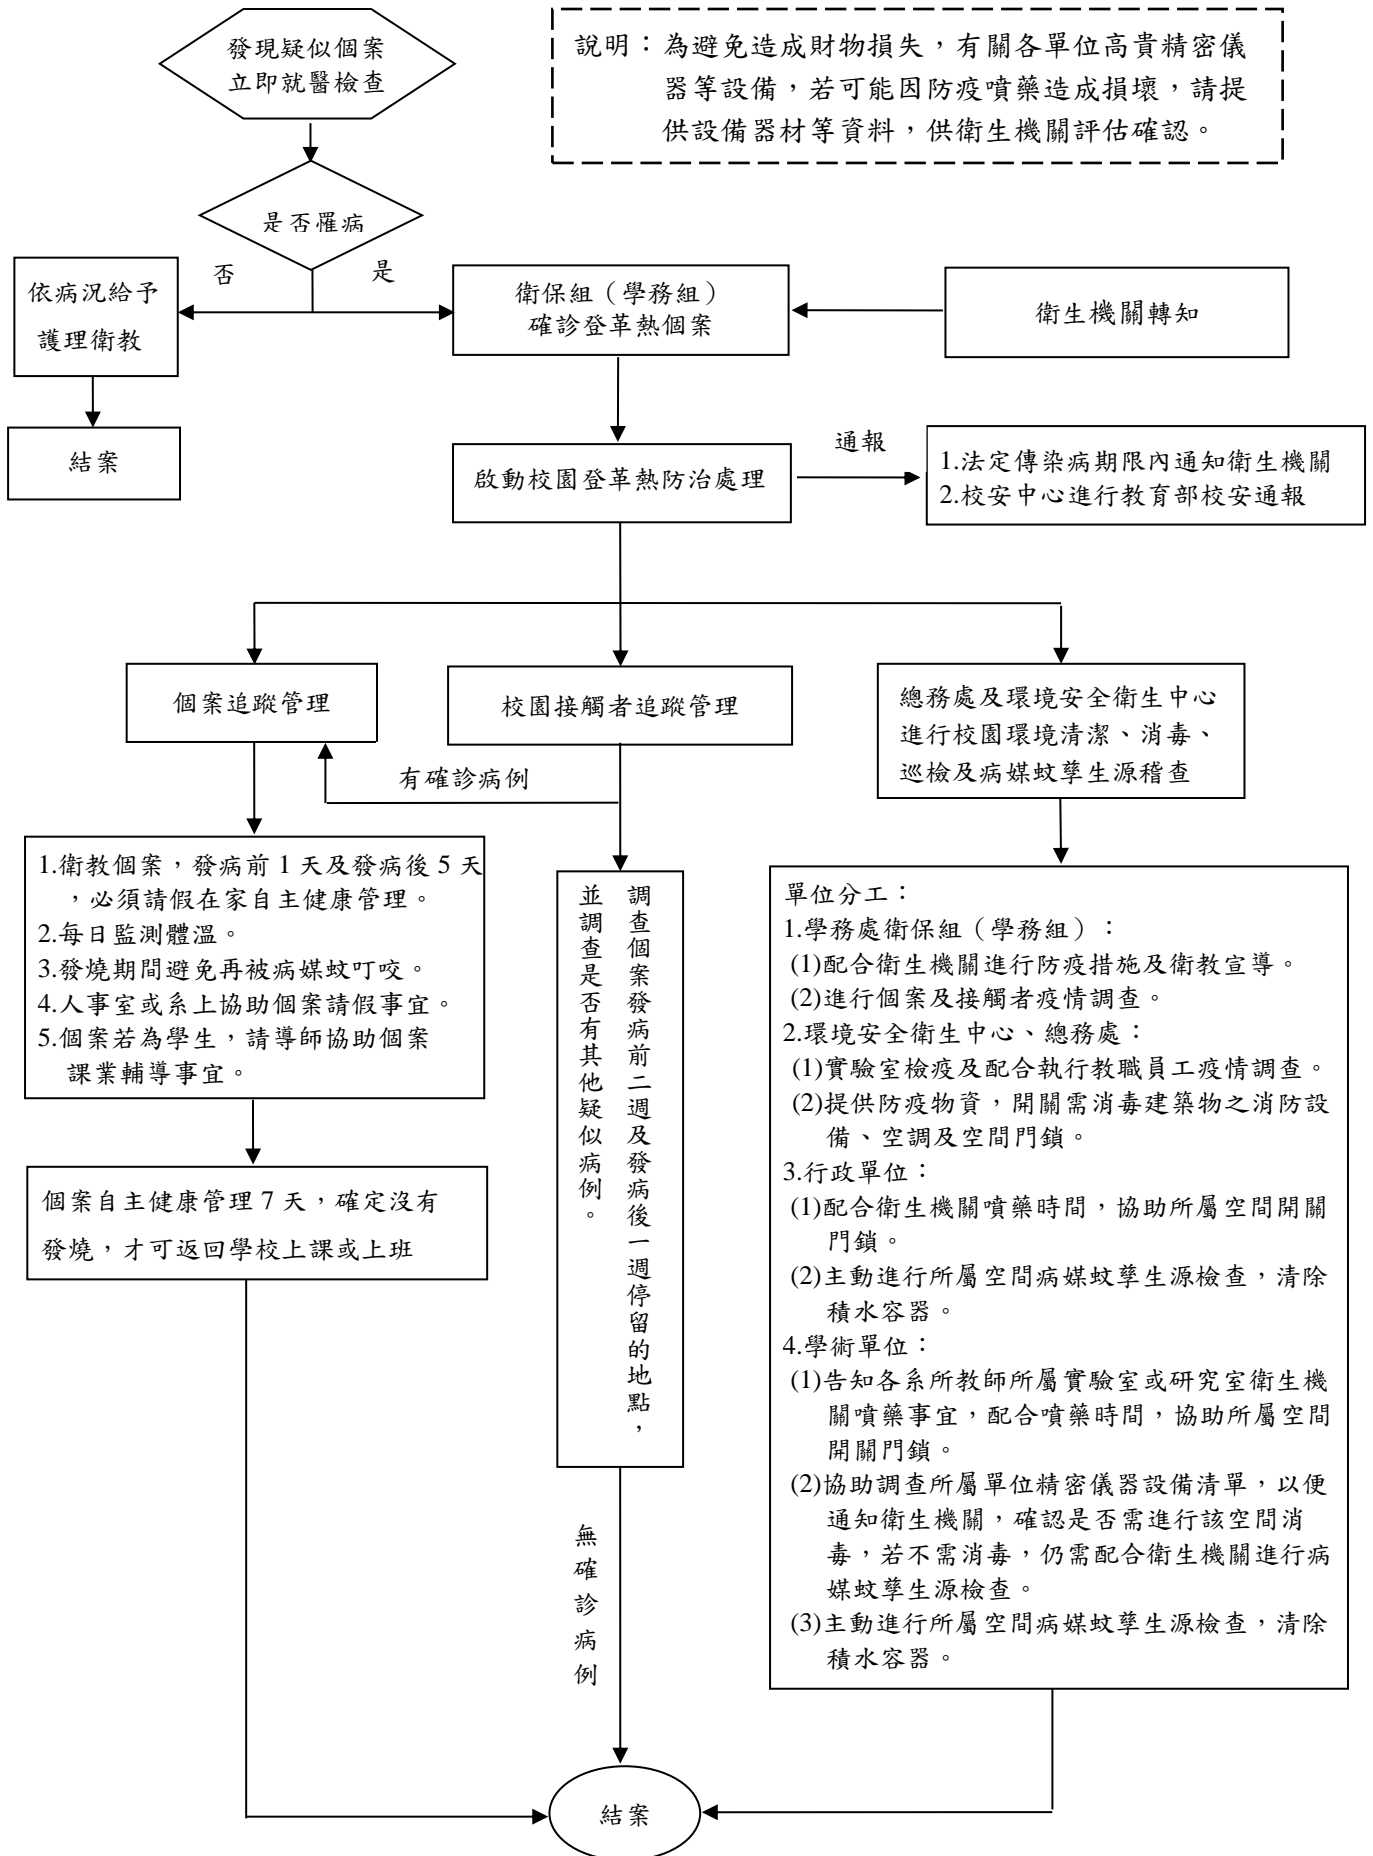 發現疑似個案
立即就醫檢查
說明：為避免造成財物損失，有關各單位高貴精密儀
器等設備，若可能因防疫噴藥造成損壞，請提
供設備器材等資料，供衛生機關評估確認。
是否罹病
否
是
依病況給予
護理衛教
衛保組（學務組）
確診登革熱個案
衛生機關轉知
結案
啟動校園登革熱防治處理
通報
1.法定傳染病期限內通知衛生機關
2.校安中心進行教育部校安通報
個案追蹤管理
校園接觸者追蹤管理
總務處及環境安全衛生中心
進行校園環境清潔、消毒、
巡檢及病媒蚊孳生源稽查
有確診病例
1.衛教個案，發病前 1 天及發病後 5 天
，必須請假在家自主健康管理。
2.每日監測體溫。
3.發燒期間避免再被病媒蚊叮咬。
4.人事室或系上協助個案請假事宜。
5.個案若為學生，請導師協助個案
課業輔導事宜。
個案自主健康管理 7 天，確定沒有
發燒，才可返回學校上課或上班
調查個案發病前二週及發病後一週停留的地點，
並調查是否有其他疑似病例。
單位分工：
1.學務處衛保組（學務組）：
(1)配合衛生機關進行防疫措施及衛教宣導。
(2)進行個案及接觸者疫情調查。
2.環境安全衛生中心、總務處：
(1)實驗室檢疫及配合執行教職員工疫情調查。
(2)提供防疫物資，開關需消毒建築物之消防設
備、空調及空間門鎖。
3.行政單位：
(1)配合衛生機關噴藥時間，協助所屬空間開關
門鎖。
(2)主動進行所屬空間病媒蚊孳生源檢查，清除
積水容器。
4.學術單位：
(1)告知各系所教師所屬實驗室或研究室衛生機
關噴藥事宜，配合噴藥時間，協助所屬空間
開關門鎖。
(2)協助調查所屬單位精密儀器設備清單，以便
通知衛生機關，確認是否需進行該空間消
毒，若不需消毒，仍需配合衛生機關進行病
媒蚊孳生源檢查。
(3)主動進行所屬空間病媒蚊孳生源檢查，清除
積水容器。
無確診病例
結案